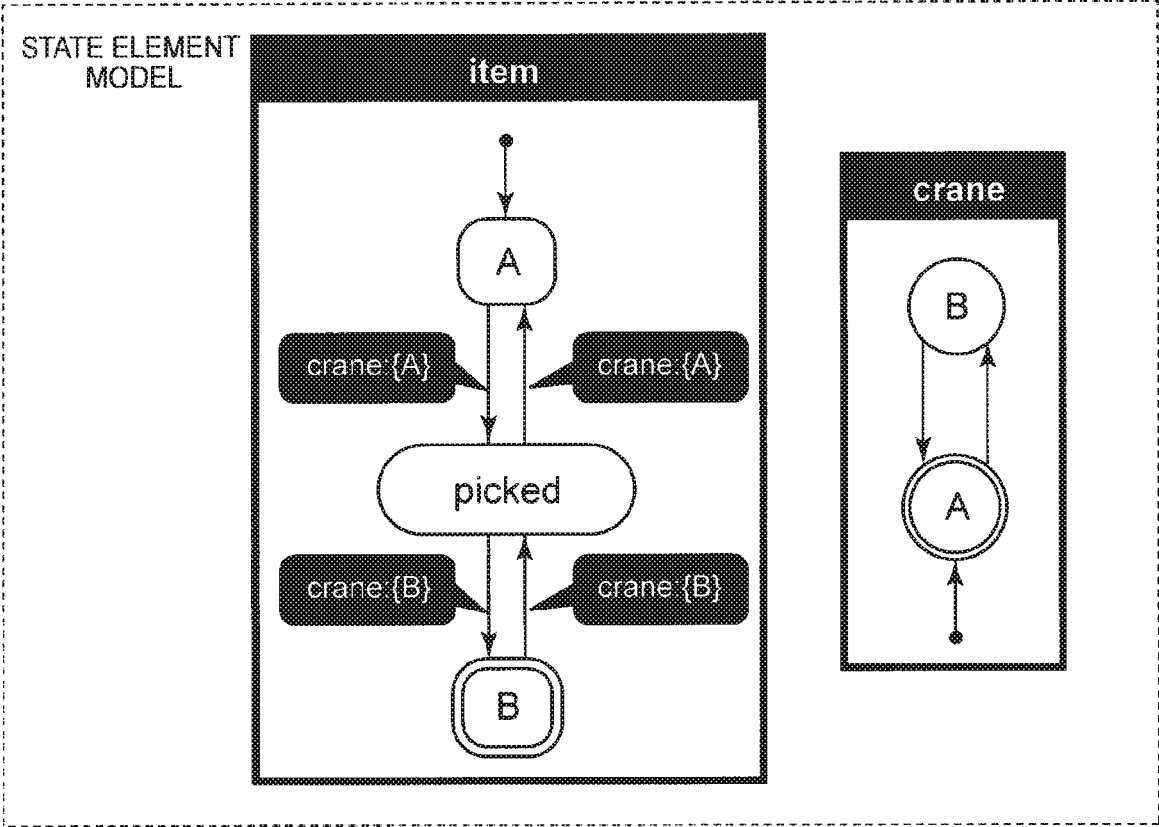 STATE ELEMENT
MODEL
item
A
crane:{A}
crane:{A}
picked
crane:{B}
crane:{B}
B
crane
B
A